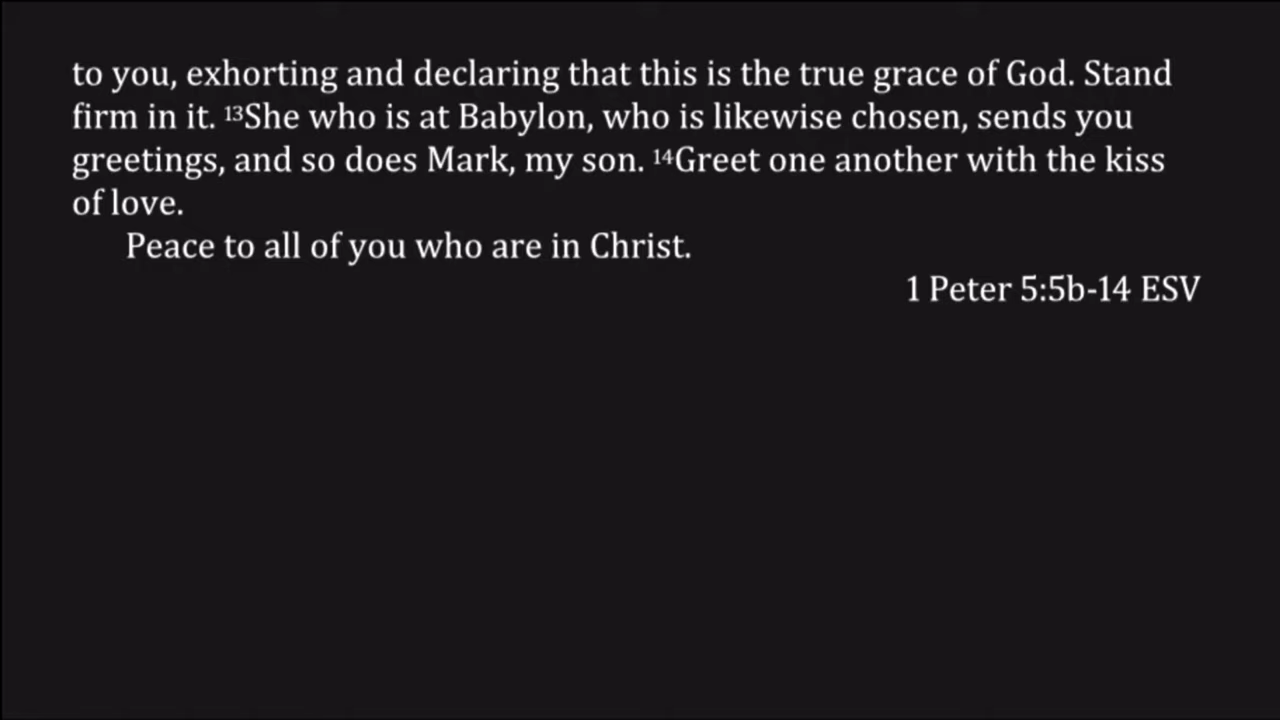 to you, exhorting and declaring that this is the true grace of God. Stand
firm in it. ¹³She who is at Babylon, who is likewise chosen, sends you
greetings, and so does Mark, my son. ¹⁴Greet one another with the kiss
of love.
Peace to all of you who are in Christ.
1 Peter 5:5b-14 ESV